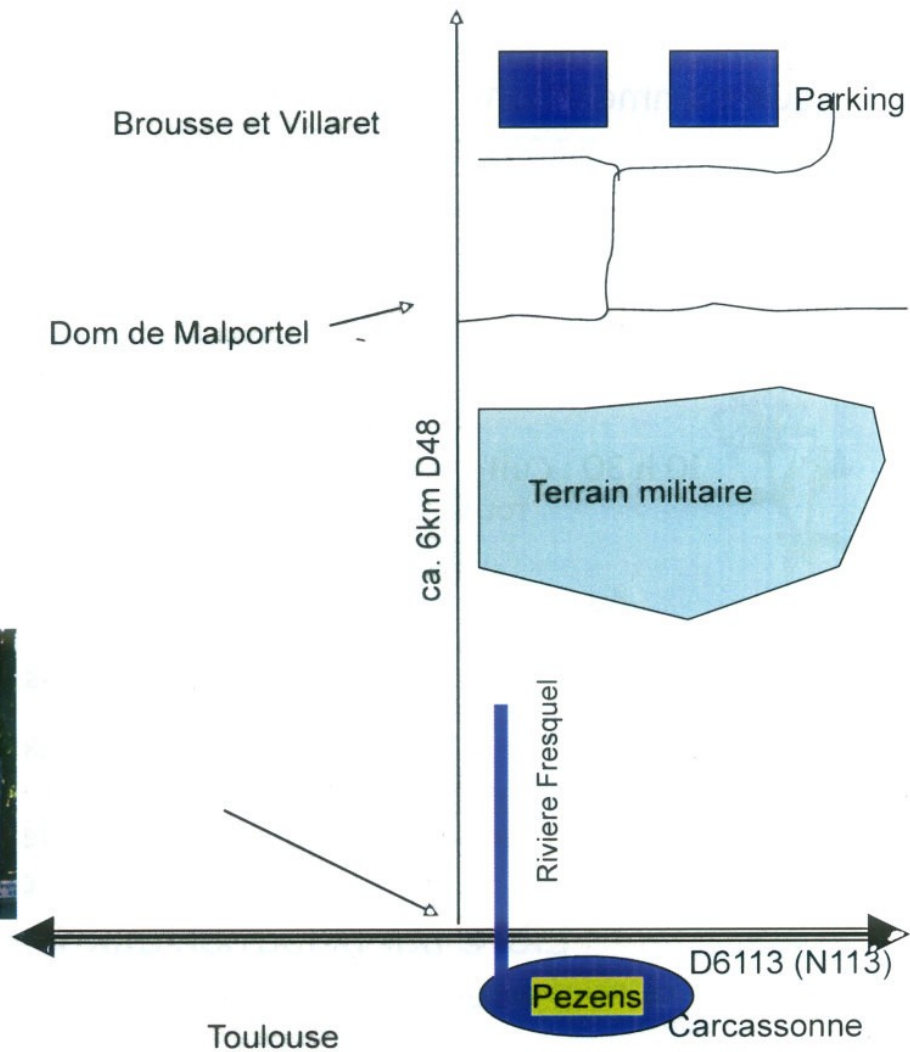 Parking
Brousse et Villaret
Dom de Malportel
ca. 6km D48
Terrain militaire
Riviere Fresquel
D6113 (N113)
Pezens
Carcassonne
Toulouse